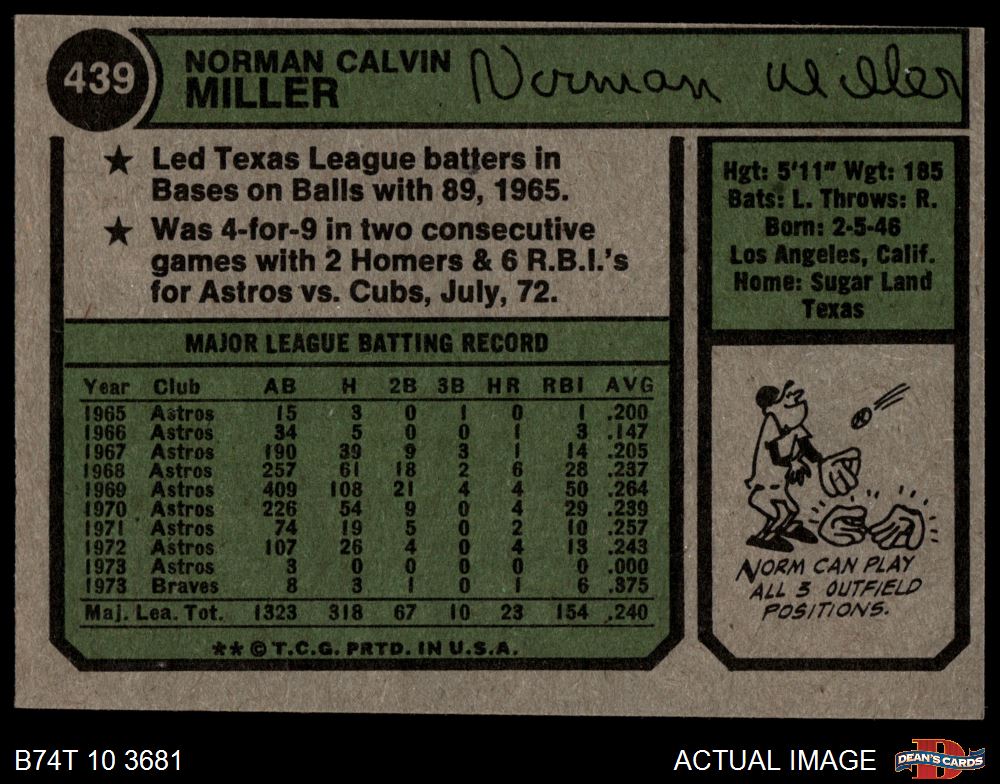 439
NORMAN CALVIN
MILLER
Norman Miller
★ Led Texas League batters in
Bases on Balls with 89, 1965.
★ Was 4-for-9 in two consecutive
games with 2 Homers & 6 R.B.I.'s
for Astros vs. Cubs, July, 72.
Hgt: 5'11" Wgt: 185
Bats: L. Throws: R.
Born: 2-5-46
Los Angeles, Calif.
Home: Sugar Land
Texas
MAJOR LEAGUE BATTING RECORD
Year Club AB H 2B 3B HR RBI AVG
1965 Astros 15 3 0 1 0 1 .200
1966 Astros 34 5 0 0 1 3 .147
1967 Astros 190 39 9 3 1 14 .205
1968 Astros 257 61 18 2 6 28 .237
1969 Astros 409 108 21 4 4 50 .264
1970 Astros 226 54 9 0 4 29 .239
1971 Astros 74 19 5 0 2 10 .257
1972 Astros 107 26 4 0 4 13 .243
1973 Astros 3 0 0 0 0 0 .000
1973 Braves 8 3 1 0 1 6 .375
Maj. Lea. Tot. 1323 318 67 10 23 154 .240
** © T.C.G. PRTD. IN U.S.A.
NORM CAN PLAY
ALL 3 OUTFIELD
POSITIONS.
B74T 10 3681
ACTUAL IMAGE
DEAN'S CARDS